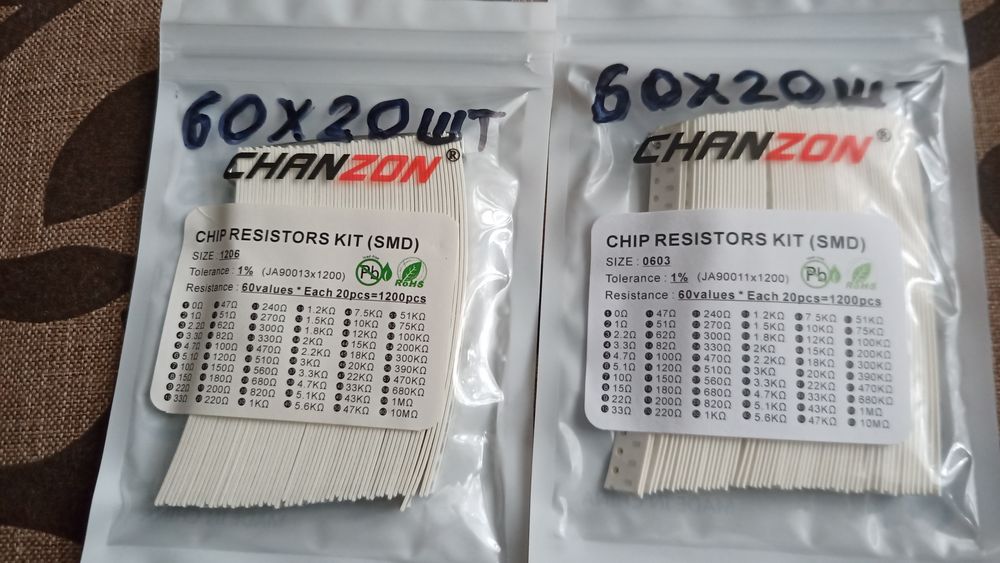 60X20шт
CHANZON®
CHIP RESISTORS KIT (SMD)
SIZE 1206
Tolerance : 1% (JA90013x1200)
Pb
RoHS
Resistance : 60values * Each 20pcs=1200pcs
0Ω 47Ω 240Ω 1.2KΩ 7.5KΩ 51KΩ
1Ω 51Ω 270Ω 1.5KΩ 10KΩ 75KΩ
2.2Ω 62Ω 300Ω 1.8KΩ 12KΩ 100KΩ
3.3Ω 82Ω 330Ω 2KΩ 15KΩ 200KΩ
4.7Ω 100Ω 470Ω 2.2KΩ 18KΩ 300KΩ
5.1Ω 120Ω 510Ω 3KΩ 20KΩ 390KΩ
10Ω 150Ω 560Ω 3.3KΩ 22KΩ 470KΩ
15Ω 180Ω 680Ω 4.7KΩ 33KΩ 680KΩ
22Ω 200Ω 820Ω 5.1KΩ 43KΩ 1MΩ
33Ω 220Ω 1KΩ 5.6KΩ 47KΩ 10MΩ
60X20шт
CHANZON®
CHIP RESISTORS KIT (SMD)
SIZE : 0603
Tolerance : 1% (JA90011x1200)
Pb
RoHS
Resistance : 60values * Each 20pcs=1200pcs
0Ω 47Ω 240Ω 1.2KΩ 7.5KΩ 51KΩ
1Ω 51Ω 270Ω 1.5KΩ 10KΩ 75KΩ
2.2Ω 62Ω 300Ω 1.8KΩ 12KΩ 100KΩ
3.3Ω 82Ω 330Ω 2KΩ 15KΩ 200KΩ
4.7Ω 100Ω 470Ω 2.2KΩ 18KΩ 300KΩ
5.1Ω 120Ω 510Ω 3KΩ 20KΩ 390KΩ
10Ω 150Ω 560Ω 3.3KΩ 22KΩ 470KΩ
15Ω 180Ω 680Ω 4.7KΩ 33KΩ 680KΩ
22Ω 200Ω 820Ω 5.1KΩ 43KΩ 1MΩ
33Ω 220Ω 1KΩ 5.6KΩ 47KΩ 10MΩ